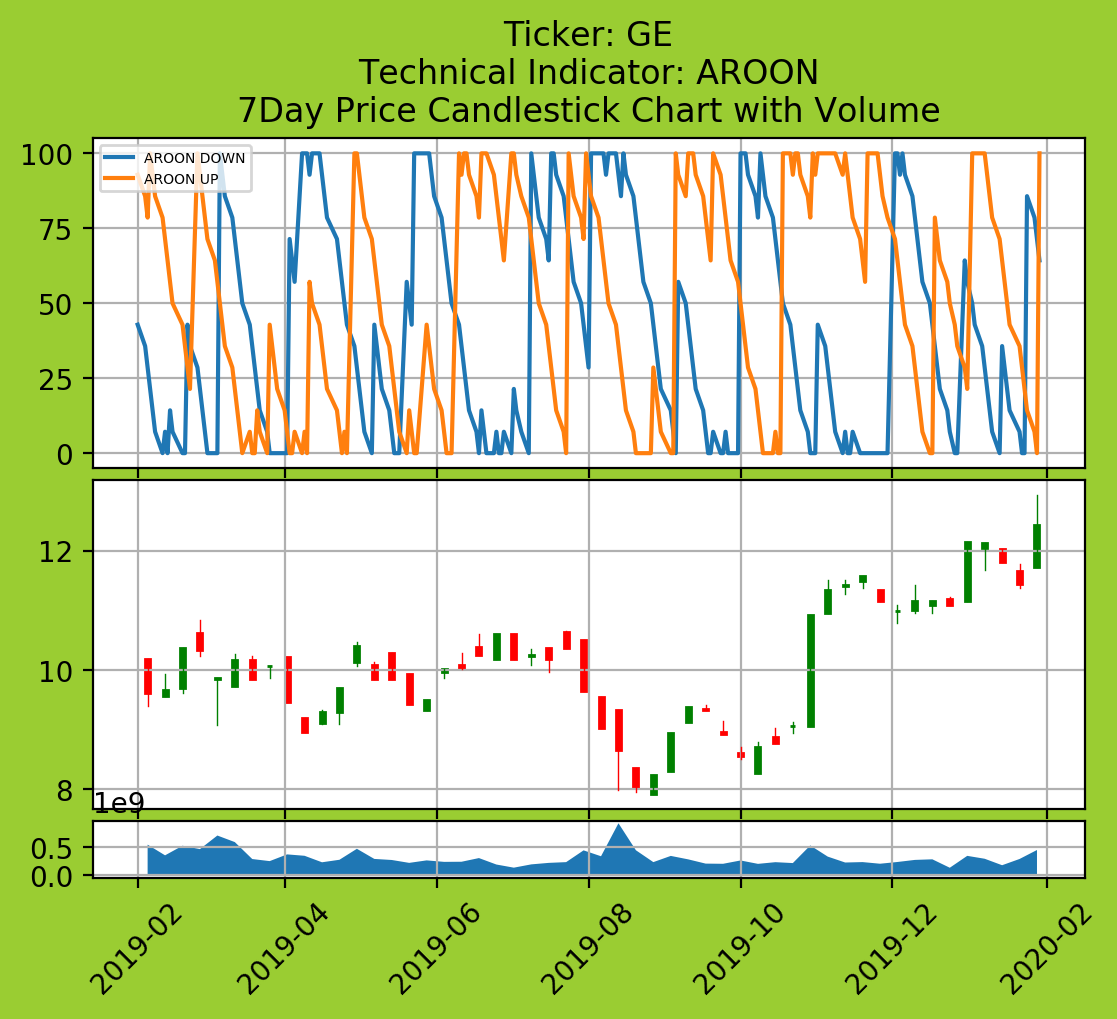 Ticker: GE
Technical Indicator: AROON
7Day Price Candlestick Chart with Volume
100
75
50
25
0
AROON DOWN
AROON UP
12
10
8
1e9
0.5
0.0
2019-02
2019-04
2019-06
2019-08
2019-10
2019-12
2020-02